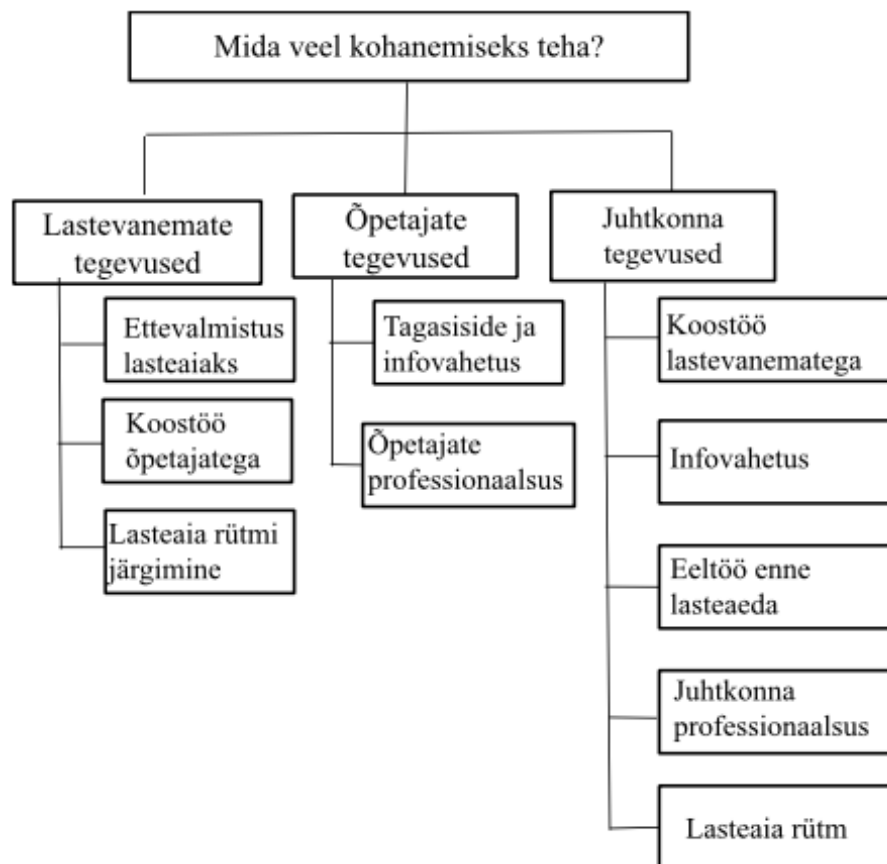 Mida veel kohanemiseks teha?
Lastevanemate
tegevused
Ettevalmistus
lasteaiaks
Koostöö
õpetajatega
Lasteaia rütmi
järgimine
Õpetajate
tegevused
Tagasiside ja
infovahetus
Õpetajate
professionaalsus
Juhtkonna
tegevused
Koostöö
lastevanematega
Infovahetus
Eeltöö enne
lasteaeda
Juhtkonna
professionaalsus
Lasteaia rütm